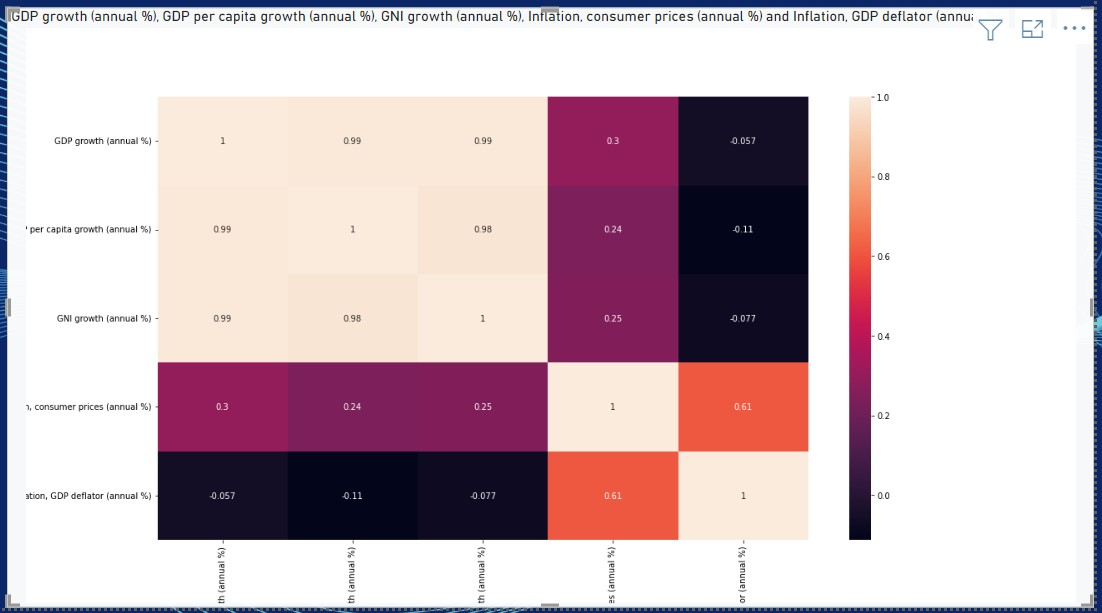 GDP growth (annual %), GDP per capita growth (annual %), GNI growth (annual %), Inflation, consumer prices (annual %) and Inflation, GDP deflator (annua
1.0
GDP growth (annual %) 1 0.99 0.99 0.3 -0.057
0.8
per capita growth (annual %) 0.99 1 0.98 0.24 -0.11
0.6
GNI growth (annual %) 0.99 0.98 1 0.25 -0.077
0.4
n, consumer prices (annual %) 0.3 0.24 0.25 1 0.61
0.2
ation, GDP deflator (annual %) -0.057 -0.11 -0.077 0.61 1
0.0
th (annual %)
th (annual %)
th (annual %)
es (annual %)
or (annual %)